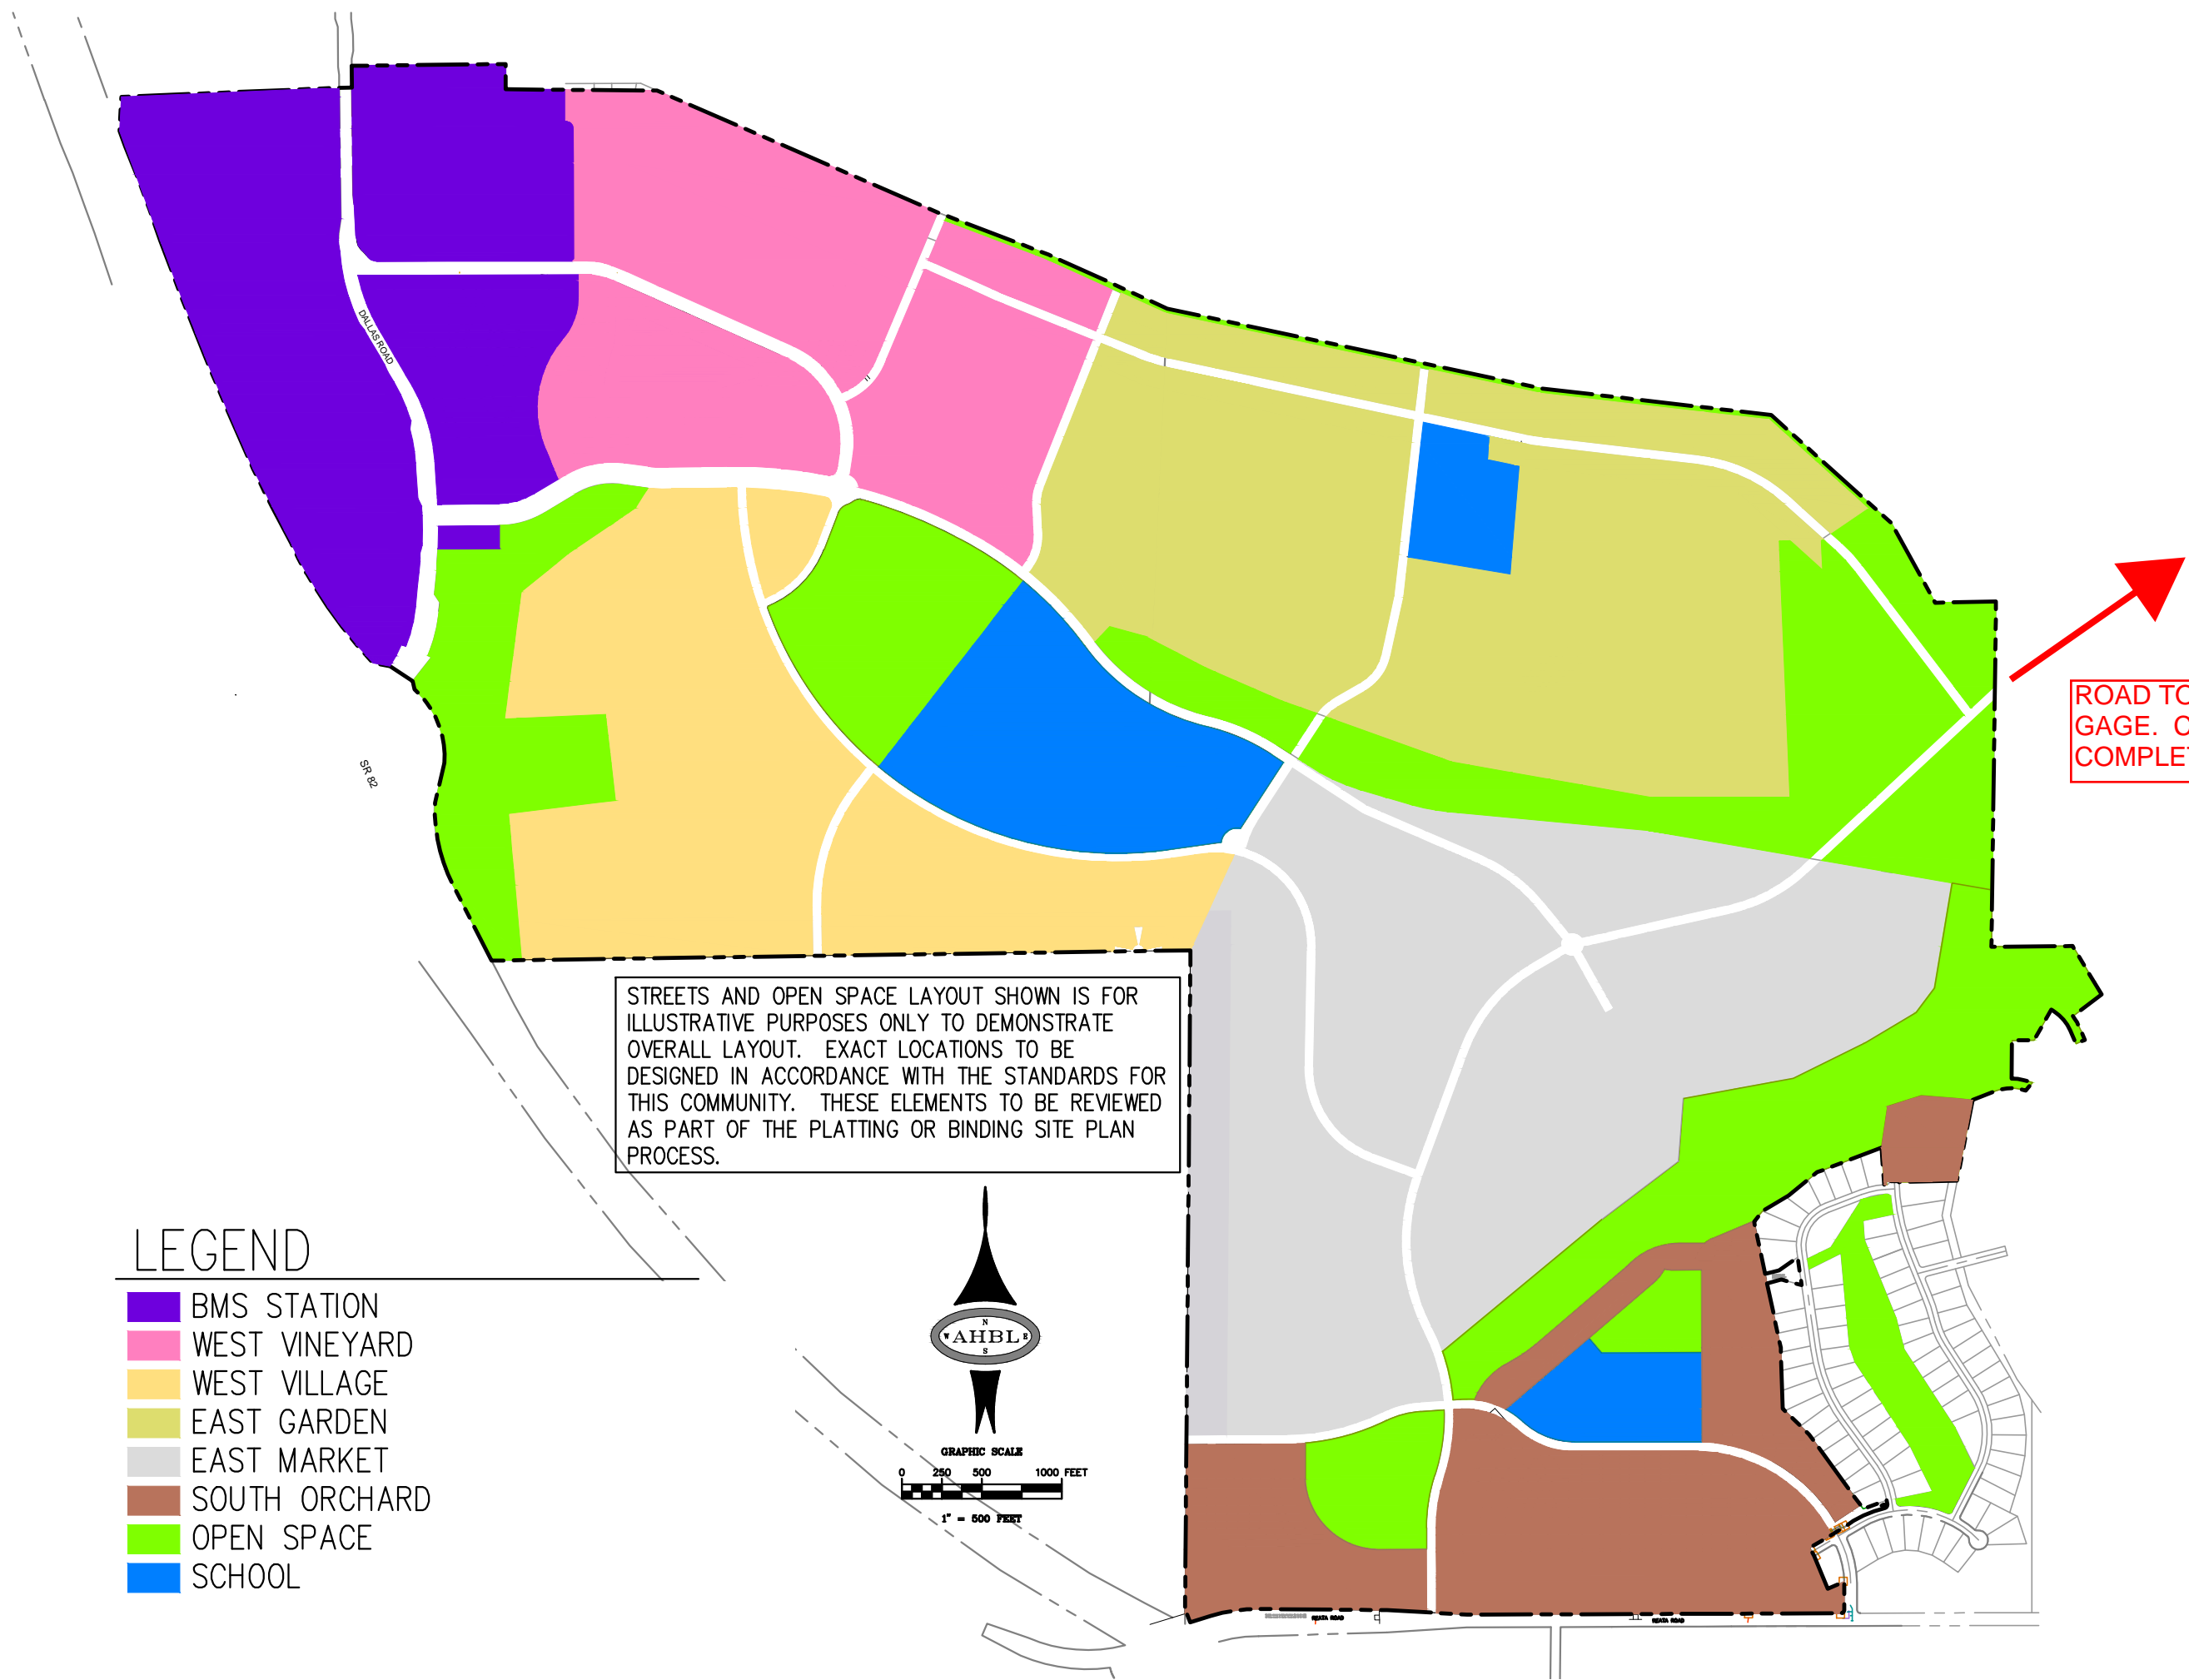 DALLAS ROAD
ROAD TO
GAGE. C
COMPLET
SR 82
STREETS AND OPEN SPACE LAYOUT SHOWN IS FOR
ILLUSTRATIVE PURPOSES ONLY TO DEMONSTRATE
OVERALL LAYOUT. EXACT LOCATIONS TO BE
DESIGNED IN ACCORDANCE WITH THE STANDARDS FOR
THIS COMMUNITY. THESE ELEMENTS TO BE REVIEWED
AS PART OF THE PLATTING OR BINDING SITE PLAN
PROCESS.
LEGEND
BMS STATION
WEST VINEYARD
WEST VILLAGE
EAST GARDEN
EAST MARKET
SOUTH ORCHARD
OPEN SPACE
SCHOOL
N
W AHBL E
S
GRAPHIC SCALE
0 250 500 1000 FEET
1" = 500 FEET
REATA ROAD
REATA ROAD